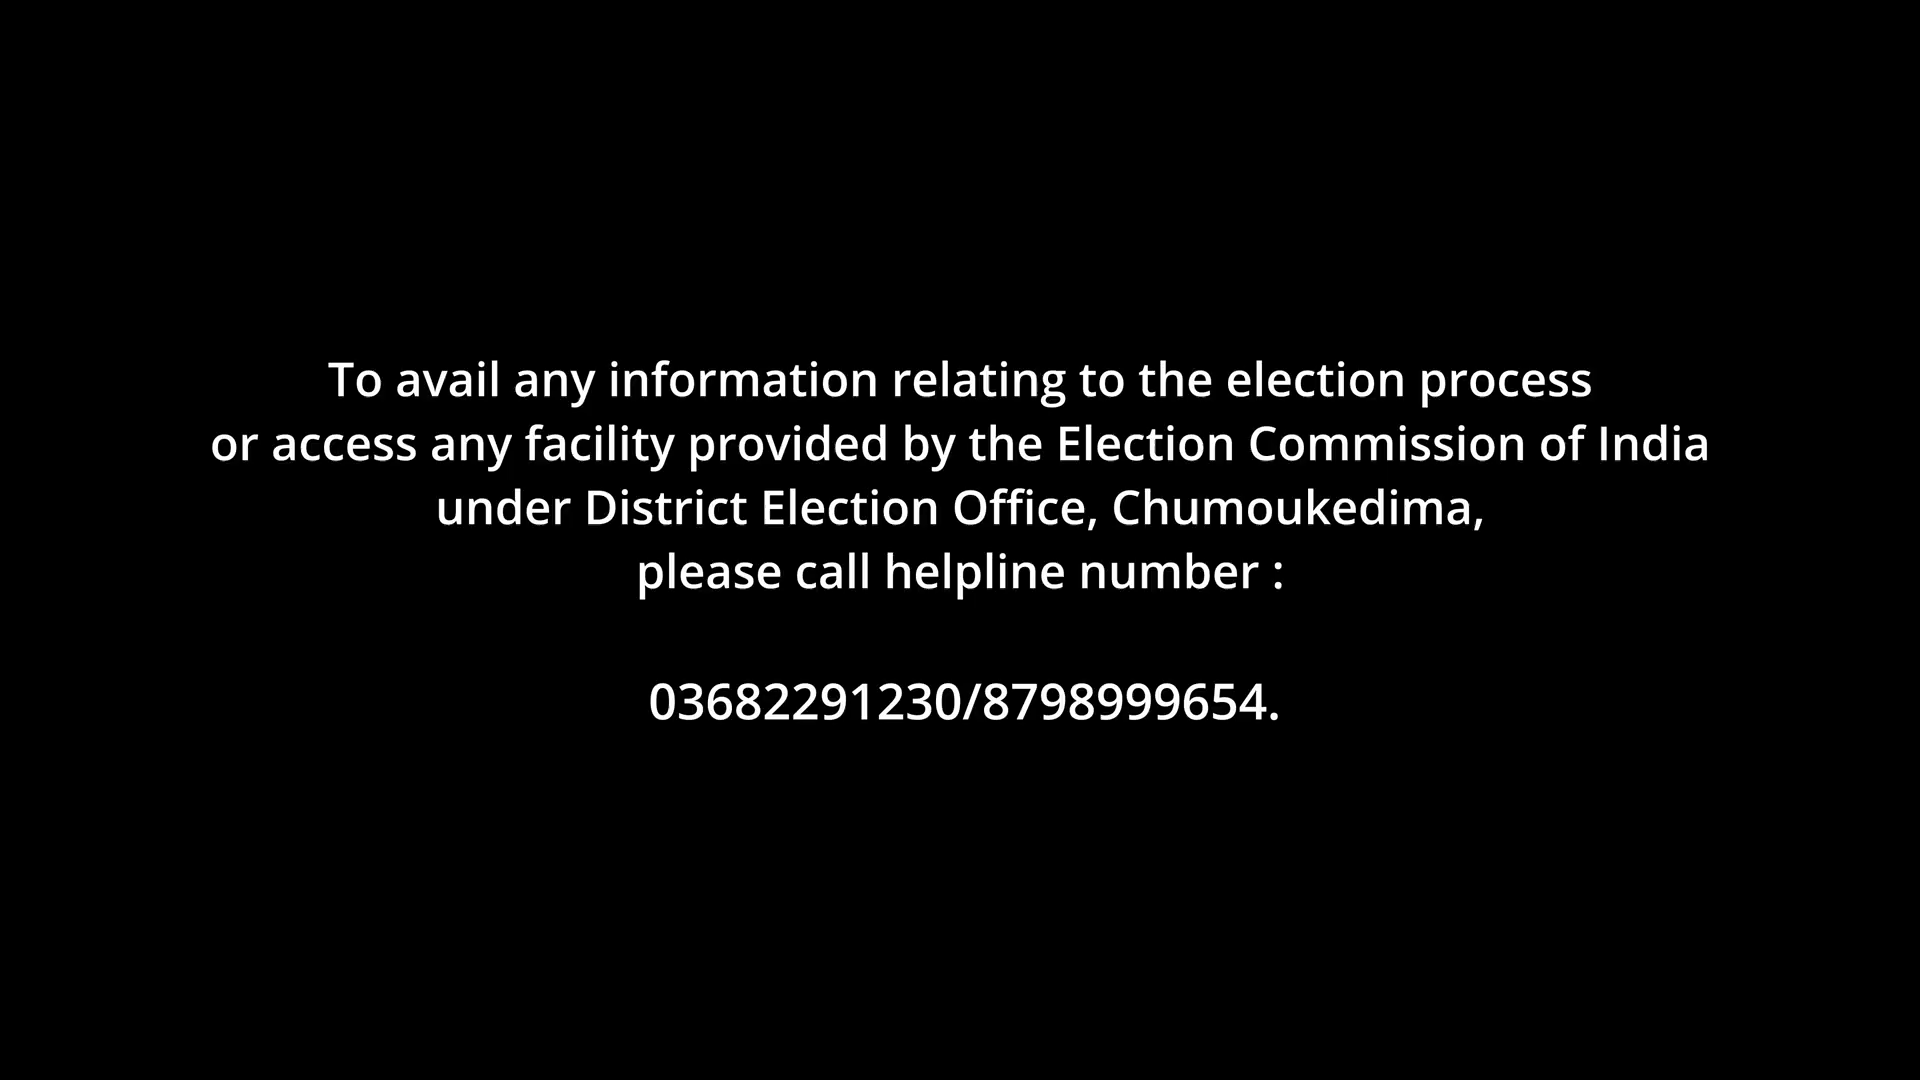 To avail any information relating to the election process
or access any facility provided by the Election Commission of India
under District Election Office, Chumoukedima,
please call helpline number :
03682291230/8798999654.